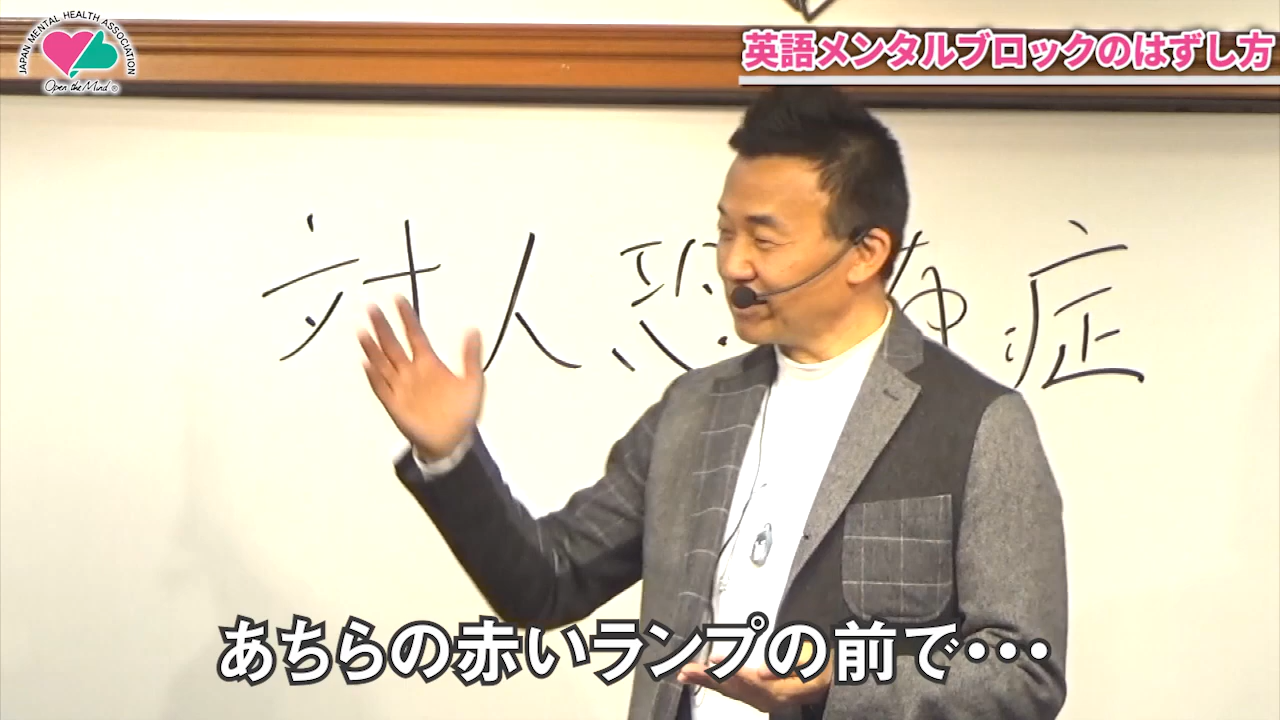 JAPAN MENTAL HEALTH ASSOCIATION
Open the Mind ®
英語メンタルブロックのはずし方
対人恐怖症
あちらの赤いランプの前で・・・